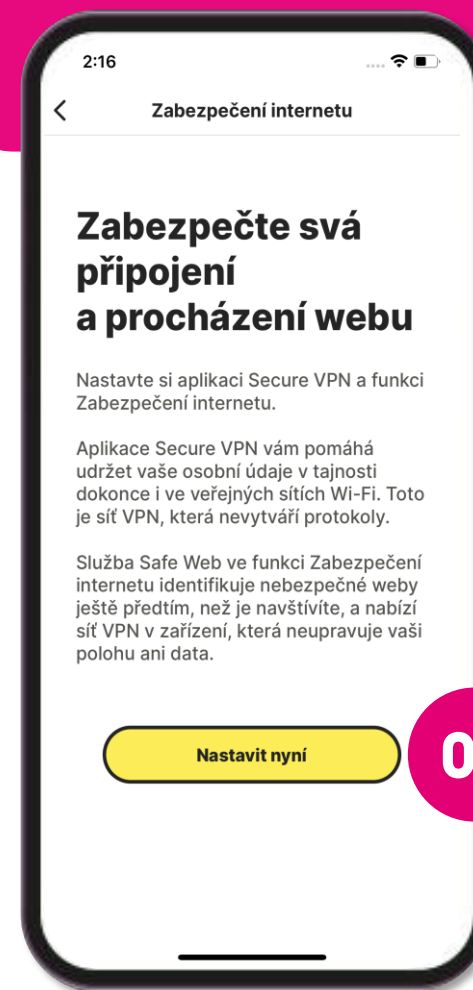 2:16
Zabezpečení internetu
Zabezpečte svá
připojení
a procházení webu
Nastavte si aplikaci Secure VPN a funkci
Zabezpečení internetu.
Aplikace Secure VPN vám pomáhá
udržet vaše osobní údaje v tajnosti
dokonce i ve veřejných sítích Wi-Fi. Toto
je síť VPN, která nevytváří protokoly.
Služba Safe Web ve funkci Zabezpečení
internetu identifikuje nebezpečné weby
ještě předtím, než je navštívíte, a nabízí
síť VPN v zařízení, která neupravuje vaši
polohu ani data.
Nastavit nyní
0